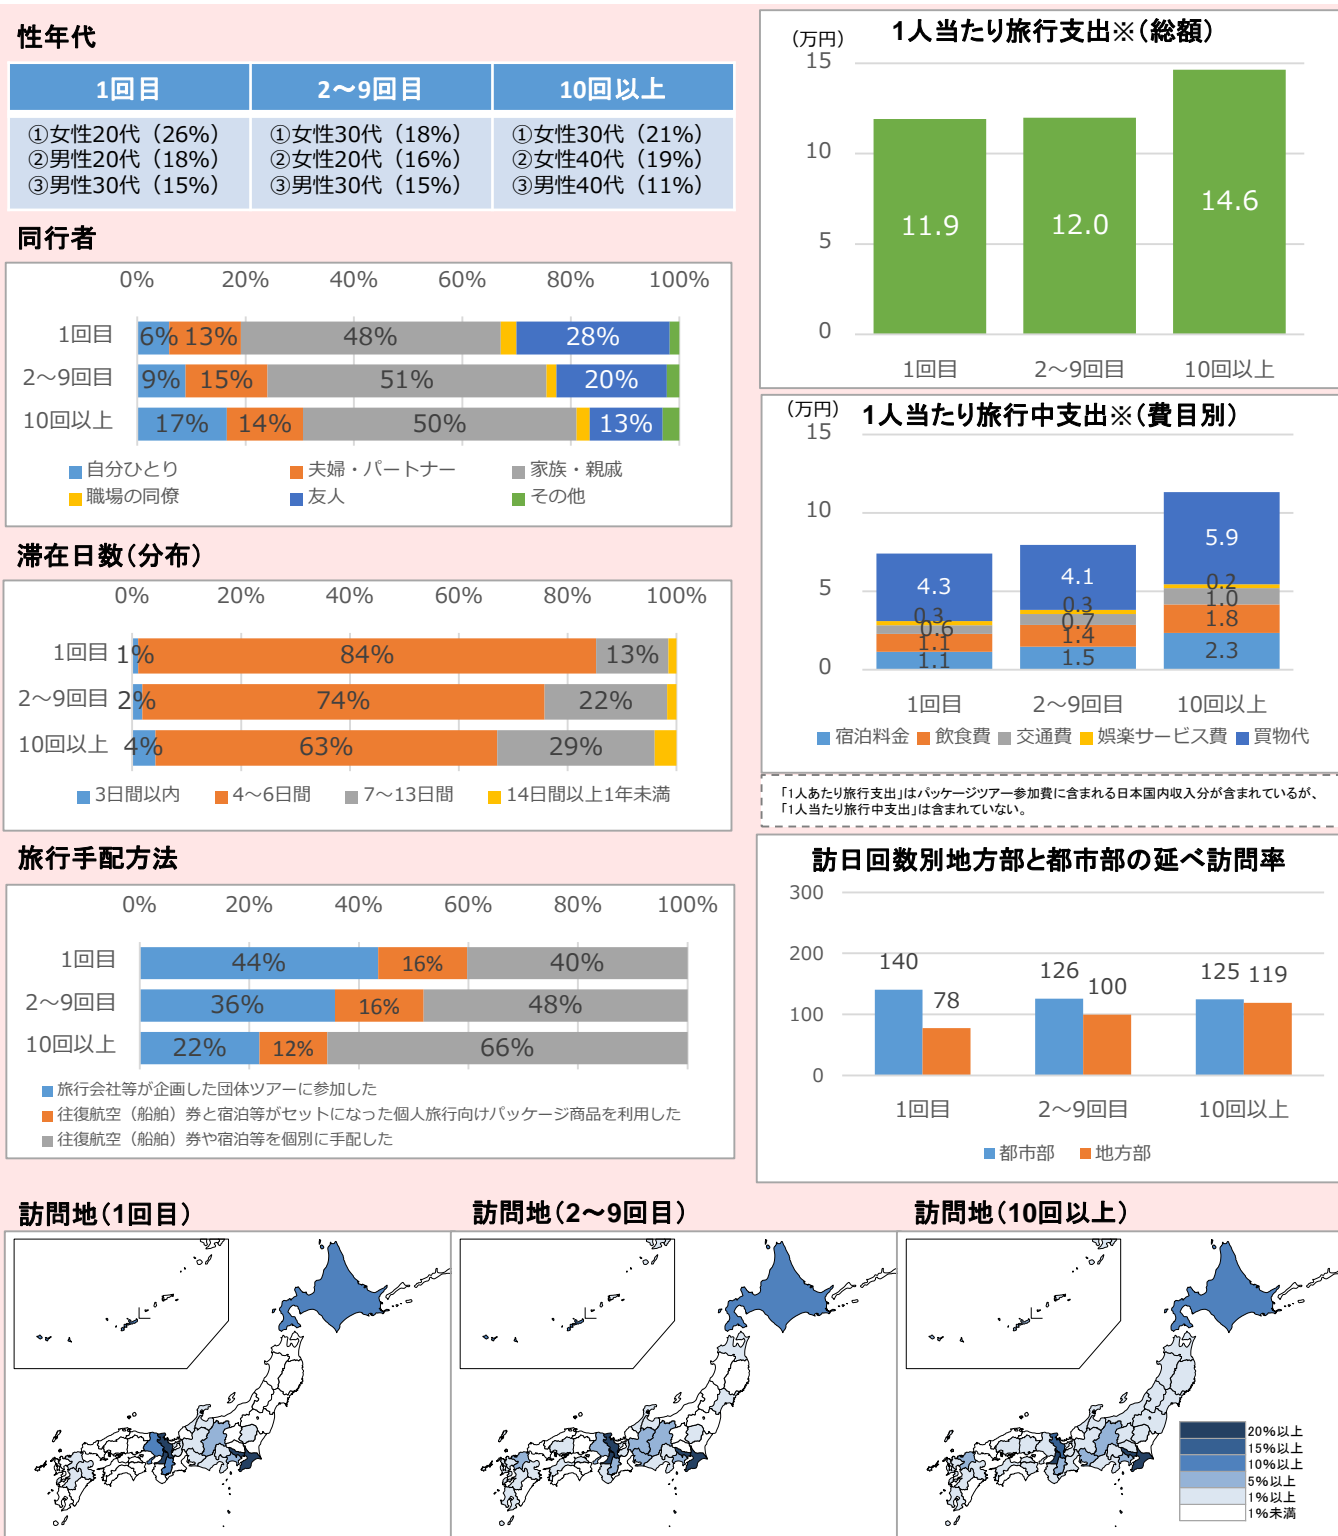 性年代
1回目 2～9回目 10回以上
①女性20代（26%） ①女性30代（18%） ①女性30代（21%）
②男性20代（18%） ②女性20代（16%） ②女性40代（19%）
③男性30代（15%） ③男性30代（15%） ③男性40代（11%）
同行者
0% 20% 40% 60% 80% 100%
1回目 6% 13% 48% 28%
2～9回目 9% 15% 51% 20%
10回以上 17% 14% 50% 13%
自分ひとり 夫婦・パートナー 家族・親戚
職場の同僚 友人 その他
滞在日数（分布）
0% 20% 40% 60% 80% 100%
1回目 1% 84% 13%
2～9回目 2% 74% 22%
10回以上 4% 63% 29%
3日間以内 4～6日間 7～13日間 14日間以上1年未満
旅行手配方法
0% 20% 40% 60% 80% 100%
1回目 44% 16% 40%
2～9回目 36% 16% 48%
10回以上 22% 12% 66%
旅行会社等が企画した団体ツアーに参加した
往復航空（船舶）券と宿泊等がセットになった個人旅行向けパッケージ商品を利用した
往復航空（船舶）券や宿泊等を個別に手配した
1人当たり旅行支出※（総額）
（万円）
15
10
5
0
11.9 12.0 14.6
1回目 2～9回目 10回以上
1人当たり旅行中支出※（費目別）
（万円）
15
10
5
0
4.3 4.1 5.9
0.3 0.3 0.2
0.6 0.7 1.0
1.1 1.4 1.8
1.1 1.5 2.3
1回目 2～9回目 10回以上
宿泊料金 飲食費 交通費 娯楽サービス費 買物代
「1人あたり旅行支出」はパッケージツアー参加費に含まれる日本国内収入分が含まれているが、
「1人当たり旅行中支出」は含まれていない。
訪日回数別地方部と都市部の延べ訪問率
300
200
100
0
140 78 126 100 125 119
1回目 2～9回目 10回以上
都市部 地方部
訪問地（1回目） 訪問地（2～9回目） 訪問地（10回以上）
20%以上
15%以上
10%以上
5%以上
1%以上
1%未満